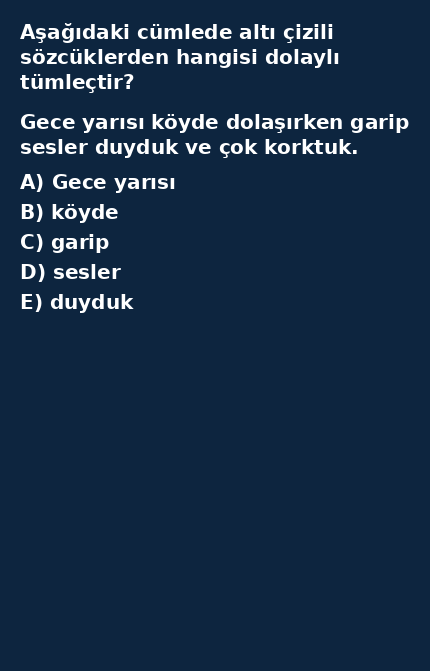 Aşağıdaki cümlede altı çizili
sözcüklerden hangisi dolaylı
tümleçtir?
Gece yarısı köyde dolaşırken garip
sesler duyduk ve çok korktuk.
A) Gece yarısı
B) köyde
C) garip
D) sesler
E) duyduk